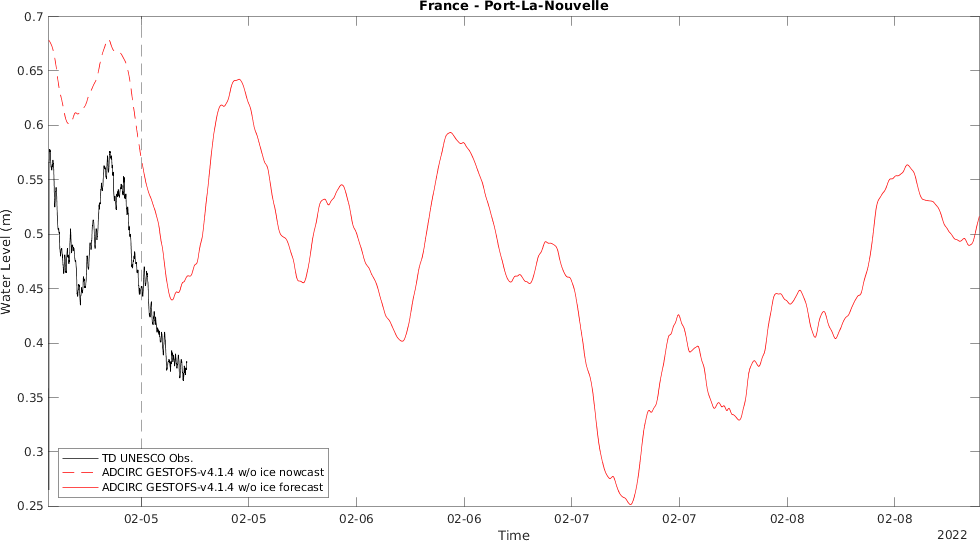 France - Port-La-Nouvelle
0.7
0.65
0.6
0.55
0.5
0.45
0.4
0.35
0.3
0.25
Water Level (m)
TD UNESCO Obs.
ADCIRC GESTOFS-v4.1.4 w/o ice nowcast
ADCIRC GESTOFS-v4.1.4 w/o ice forecast
02-05 02-05 02-06 02-06 02-07 02-07 02-08 02-08
Time
2022